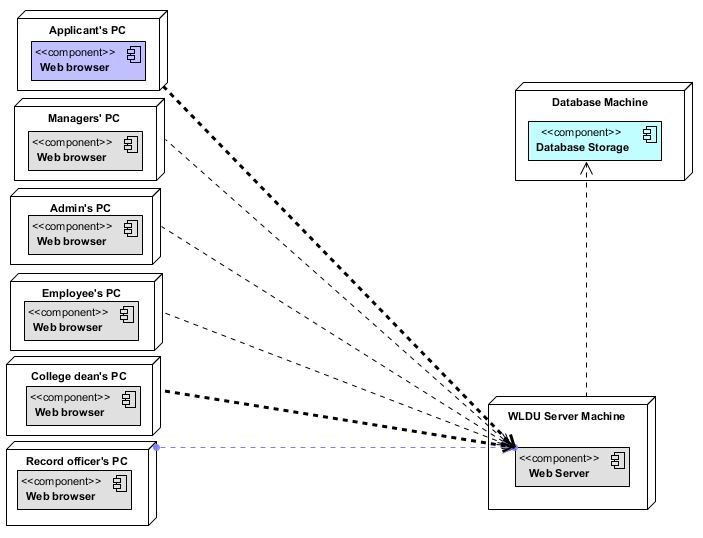 Applicant's PC
<<component>>
Web browser
Managers' PC
<<component>>
Web browser
Admin's PC
<<component>>
Web browser
Employee's PC
<<component>>
Web browser
College dean's PC
<<component>>
Web browser
Record officer's PC
<<component>>
Web browser
Database Machine
<<component>>
Database Storage
WLDU Server Machine
<<component>>
Web Server